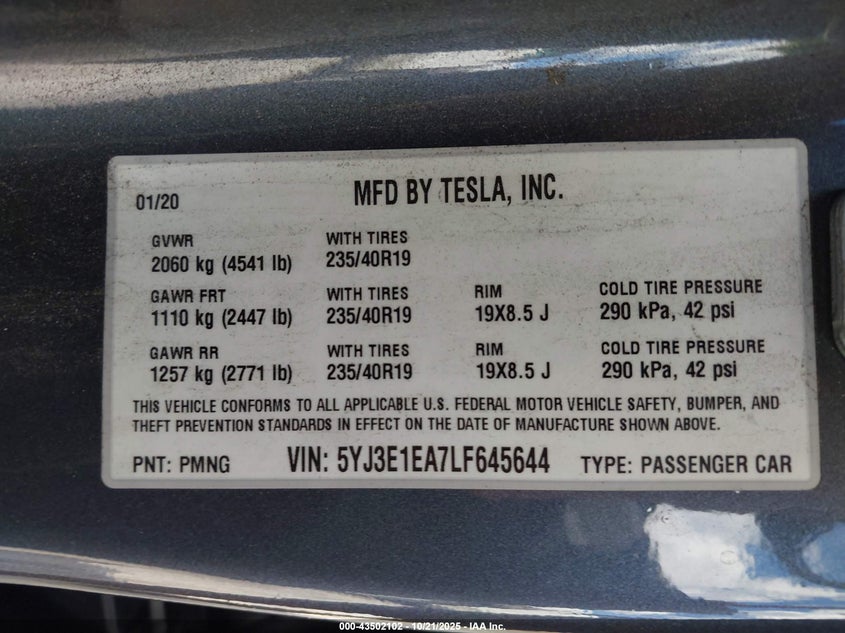 01/20 MFD BY TESLA, INC.
GVWR WITH TIRES
2060 kg (4541 lb) 235/40R19
GAWR FRT WITH TIRES RIM COLD TIRE PRESSURE
1110 kg (2447 lb) 235/40R19 19X8.5 J 290 kPa, 42 psi
GAWR RR WITH TIRES RIM COLD TIRE PRESSURE
1257 kg (2771 lb) 235/40R19 19X8.5 J 290 kPa, 42 psi
THIS VEHICLE CONFORMS TO ALL APPLICABLE U.S. FEDERAL MOTOR VEHICLE SAFETY, BUMPER, AND
THEFT PREVENTION STANDARDS IN EFFECT ON THE DATE OF MANUFACTURE SHOWN ABOVE.
PNT: PMNG VIN: 5YJ3E1EA7LF645644 TYPE: PASSENGER CAR
000-43502102 - 10/21/2025 - IAA Inc.